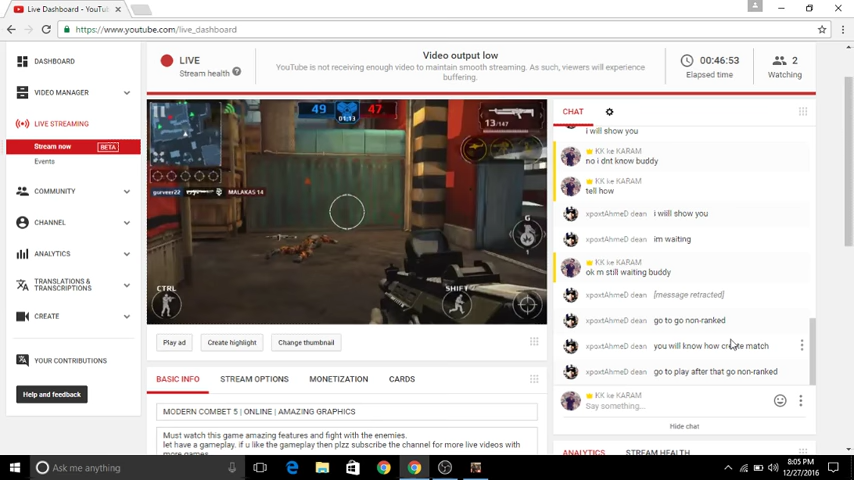 Live Dashboard - YouTube
https://www.youtube.com/live_dashboard
DASHBOARD
VIDEO MANAGER
LIVE STREAMING
Stream now BETA
Events
COMMUNITY
CHANNEL
ANALYTICS
TRANSLATIONS &
TRANSCRIPTIONS
CREATE
YOUR CONTRIBUTIONS
Help and feedback
LIVE
Stream health ?
Video output low
YouTube is not receiving enough video to maintain smooth streaming. As such, viewers will experience
buffering.
00:46:53
Elapsed time
2
Watching
49 47
01:13
13/147
gurveer22 MALAKAS 14
G
1
CTRL
SHIFT
Play ad
Create highlight
Change thumbnail
BASIC INFO
STREAM OPTIONS
MONETIZATION
CARDS
MODERN COMBAT 5 | ONLINE | AMAZING GRAPHICS
Must watch this game amazing features and fight with the enemies.
let have a gameplay. if u like the gameplay then plzz subscribe the channel for more live videos with
more games
CHAT
i will show you
KK ke KARAM
no i dnt know buddy
KK ke KARAM
tell how
xpoxtAhmeD dean i wiill show you
xpoxtAhmeD dean im waiting
KK ke KARAM
ok m still waiting buddy
xpoxtAhmeD dean [message retracted]
xpoxtAhmeD dean go to go non-ranked
xpoxtAhmeD dean you will know how create match
xpoxtAhmeD dean go to play after that go non-ranked
KK ke KARAM
Say something...
Hide chat
ANALYTICS
STREAM HEALTH
Ask me anything
8:05 PM
12/27/2016